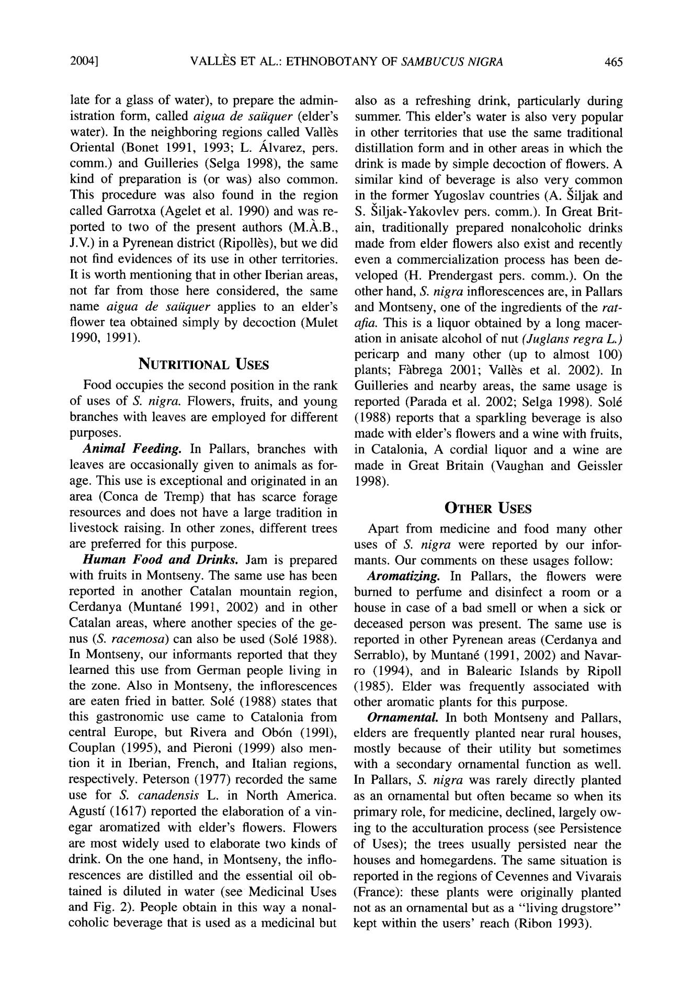 2004] VALLÈS ET AL.: ETHNOBOTANY OF SAMBUCUS NIGRA 465
late for a glass of water), to prepare the admin-
istration form, called aigua de saüquer (elder's
water). In the neighboring regions called Vallès
Oriental (Bonet 1991, 1993; L. Álvarez, pers.
comm.) and Guilleries (Selga 1998), the same
kind of preparation is (or was) also common.
This procedure was also found in the region
called Garrotxa (Agelet et al. 1990) and was re-
ported to two of the present authors (M.À.B.,
J.V.) in a Pyrenean district (Ripollès), but we did
not find evidences of its use in other territories.
It is worth mentioning that in other Iberian areas,
not far from those here considered, the same
name aigua de saüquer applies to an elder's
flower tea obtained simply by decoction (Mulet
1990, 1991).
NUTRITIONAL USES
Food occupies the second position in the rank
of uses of S. nigra. Flowers, fruits, and young
branches with leaves are employed for different
purposes.
Animal Feeding. In Pallars, branches with
leaves are occasionally given to animals as for-
age. This use is exceptional and originated in an
area (Conca de Tremp) that has scarce forage
resources and does not have a large tradition in
livestock raising. In other zones, different trees
are preferred for this purpose.
Human Food and Drinks. Jam is prepared
with fruits in Montseny. The same use has been
reported in another Catalan mountain region,
Cerdanya (Muntané 1991, 2002) and in other
Catalan areas, where another species of the ge-
nus (S. racemosa) can also be used (Solé 1988).
In Montseny, our informants reported that they
learned this use from German people living in
the zone. Also in Montseny, the inflorescences
are eaten fried in batter. Solé (1988) states that
this gastronomic use came to Catalonia from
central Europe, but Rivera and Obón (1991),
Couplan (1995), and Pieroni (1999) also men-
tion it in Iberian, French, and Italian regions,
respectively. Peterson (1977) recorded the same
use for S. canadensis L. in North America.
Agustí (1617) reported the elaboration of a vin-
egar aromatized with elder's flowers. Flowers
are most widely used to elaborate two kinds of
drink. On the one hand, in Montseny, the inflo-
rescences are distilled and the essential oil ob-
tained is diluted in water (see Medicinal Uses
and Fig. 2). People obtain in this way a nonal-
coholic beverage that is used as a medicinal but
also as a refreshing drink, particularly during
summer. This elder's water is also very popular
in other territories that use the same traditional
distillation form and in other areas in which the
drink is made by simple decoction of flowers. A
similar kind of beverage is also very common
in the former Yugoslav countries (A. Šiljak and
S. Šiljak-Yakovlev pers. comm.). In Great Brit-
ain, traditionally prepared nonalcoholic drinks
made from elder flowers also exist and recently
even a commercialization process has been de-
veloped (H. Prendergast pers. comm.). On the
other hand, S. nigra inflorescences are, in Pallars
and Montseny, one of the ingredients of the rat-
afia. This is a liquor obtained by a long macer-
ation in anisate alcohol of nut (Juglans regra L.)
pericarp and many other (up to almost 100)
plants; Fàbrega 2001; Vallès et al. 2002). In
Guilleries and nearby areas, the same usage is
reported (Parada et al. 2002; Selga 1998). Solé
(1988) reports that a sparkling beverage is also
made with elder's flowers and a wine with fruits,
in Catalonia, A cordial liquor and a wine are
made in Great Britain (Vaughan and Geissler
1998).
OTHER USES
Apart from medicine and food many other
uses of S. nigra were reported by our infor-
mants. Our comments on these usages follow:
Aromatizing. In Pallars, the flowers were
burned to perfume and disinfect a room or a
house in case of a bad smell or when a sick or
deceased person was present. The same use is
reported in other Pyrenean areas (Cerdanya and
Serrablo), by Muntané (1991, 2002) and Navar-
ro (1994), and in Balearic Islands by Ripoll
(1985). Elder was frequently associated with
other aromatic plants for this purpose.
Ornamental. In both Montseny and Pallars,
elders are frequently planted near rural houses,
mostly because of their utility but sometimes
with a secondary ornamental function as well.
In Pallars, S. nigra was rarely directly planted
as an ornamental but often became so when its
primary role, for medicine, declined, largely ow-
ing to the acculturation process (see Persistence
of Uses); the trees usually persisted near the
houses and homegardens. The same situation is
reported in the regions of Cevennes and Vivarais
(France): these plants were originally planted
not as an ornamental but as a "living drugstore"
kept within the users' reach (Ribon 1993).